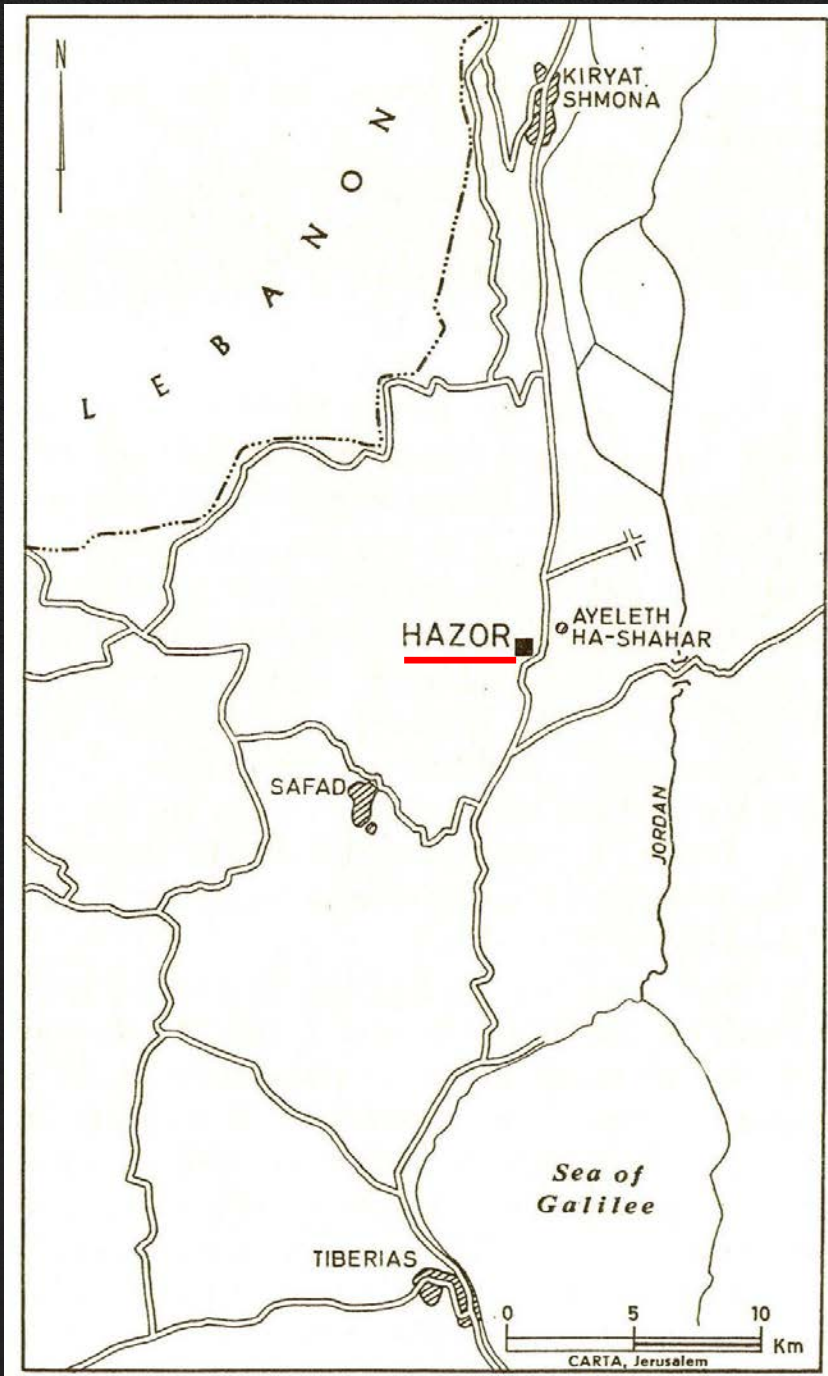 N
KIRYAT
SHMONA
LEBANON
HAZOR
AYELETH
HA-SHAHAR
SAFAD
JORDAN
Sea of
Galilee
TIBERIAS
0 5 10
Km
CARTA, Jerusalem